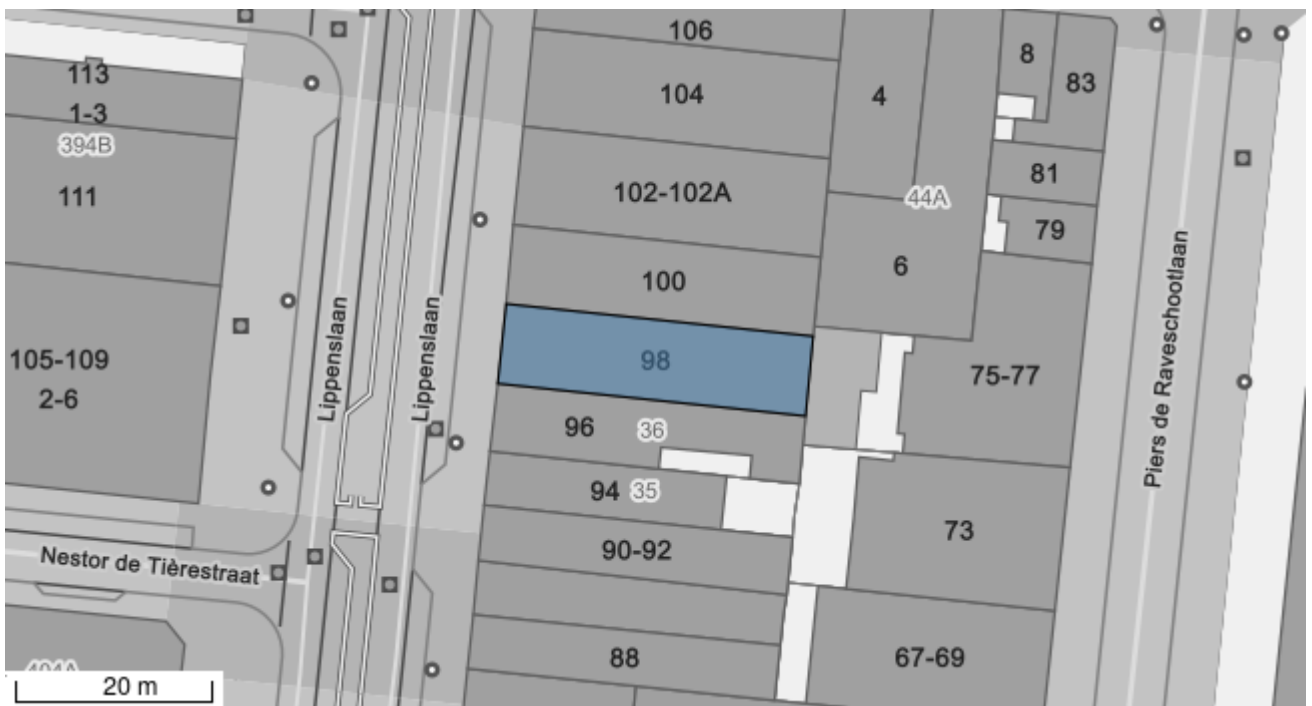 106
8
83
113
104
4
1-3
394B
81
111
102-102A
44A
79
6
100
Piers de Raveschootlaan
Lippenslaan
Lippenslaan
98
105-109
2-6
75-77
96
36
94
35
73
90-92
Nestor de Tièrestraat
88
67-69
404A
20 m